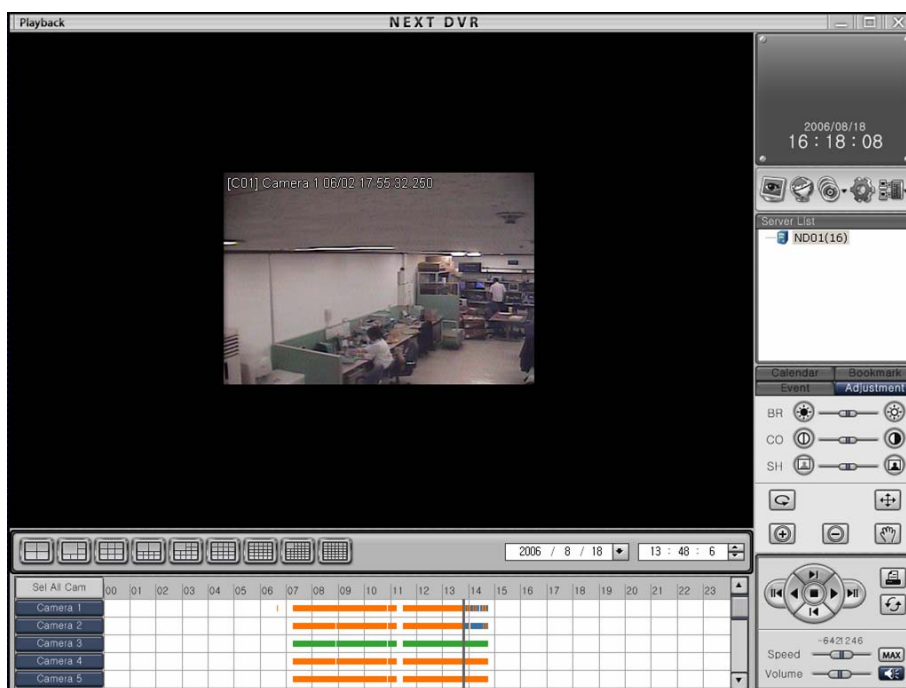 Playback
NEXT DVR
2006/08/18
16 : 18 : 08
[C01] Camera 1 06/02 17:55:32.250
Server List
ND01(16)
Calendar
Bookmark
Event
Adjustment
BR
CO
SH
2006 / 8 / 18
13 : 48 : 6
Sel All Cam
00 01 02 03 04 05 06 07 08 09 10 11 12 13 14 15 16 17 18 19 20 21 22 23
Camera 1
Camera 2
Camera 3
Camera 4
Camera 5
-6421246
Speed
MAX
Volume